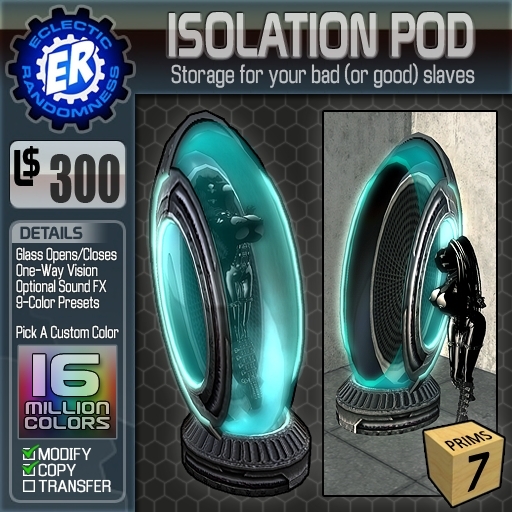 ECLECTIC
ER
RANDOMNESS
ISOLATION POD
Storage for your bad (or good) slaves
L$ 300
DETAILS
Glass Opens/Closes
One-Way Vision
Optional Sound FX
9-Color Presets
Pick A Custom Color
16
MILLION
COLORS
MODIFY
COPY
TRANSFER
PRIMS
7